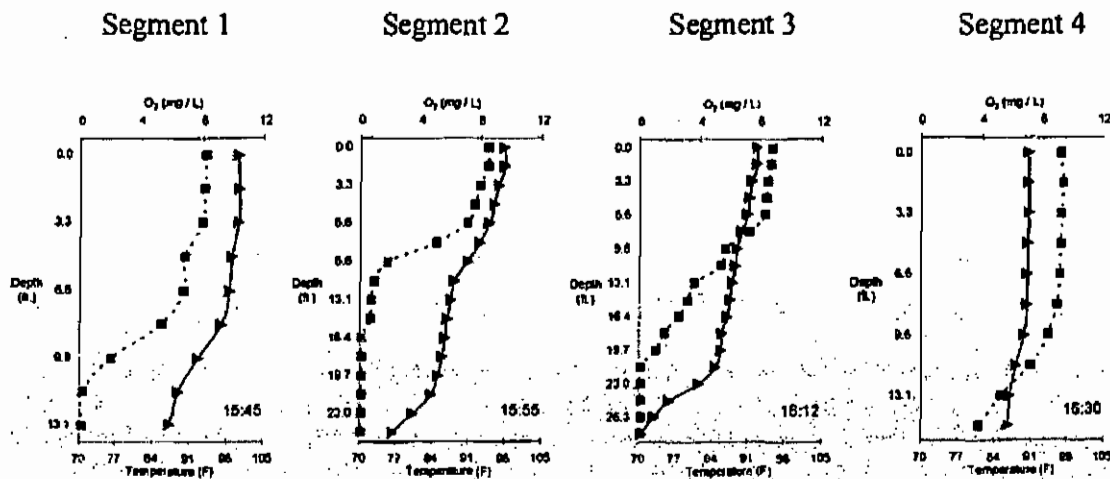 Segment 1 Segment 2 Segment 3 Segment 4
O₂ (mg / L) O₂ (mg / L) O₂ (mg / L) O₂ (mg / L)
0 4 8 12 0 4 8 12 0 4 8 12 0 4 8 12
0.0 0.0 0.0 0.0
3.3 3.3 3.3 3.3
6.6 6.6 6.6 6.6
Depth (ft.) Depth (ft.) Depth (ft.) Depth (ft.)
9.8 9.8 9.8 9.8
13.1 13.1 13.1 13.1
16.4 16.4
19.7 19.7
23.0 23.0
26.3
15:45 15:55 16:12 16:30
70 77 84 91 98 105 70 77 84 91 98 105 70 77 84 91 98 105 70 77 84 91 98 105
Temperature (F) Temperature (F) Temperature (F) Temperature (F)